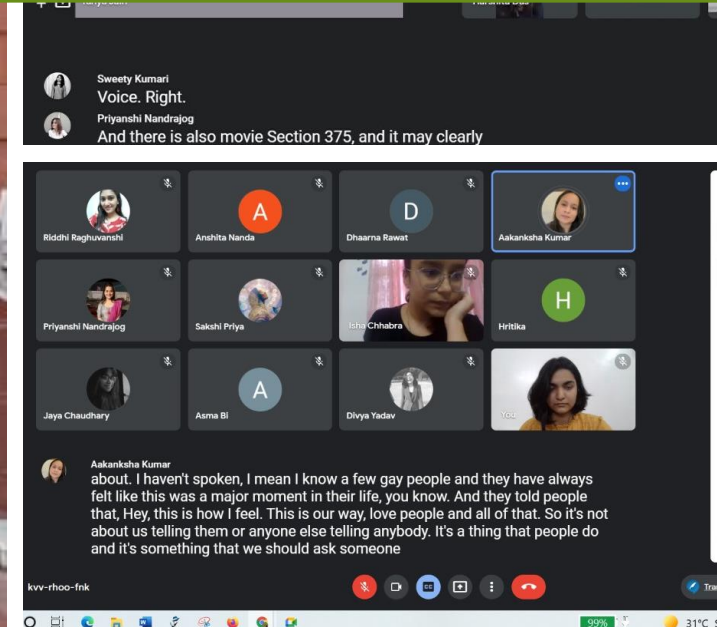 Sweety Kumari
Voice. Right.
Priyanshi Nandrajog
And there is also movie Section 375, and it may clearly
Riddhi Raghuvanshi
A
Anshita Nanda
D
Dhaarna Rawat
Aakanksha Kumar
Priyanshi Nandrajog
Sakshi Priya
Isha Chhabra
H
Hritika
Jaya Chaudhary
A
Asma Bi
Divya Yadav
You
Aakanksha Kumar
about. I haven't spoken, I mean I know a few gay people and they have always
felt like this was a major moment in their life, you know. And they told people
that, Hey, this is how I feel. This is our way, love people and all of that. So it's not
about us telling them or anyone else telling anybody. It's a thing that people do
and it's something that we should ask someone
kvv-rhoo-fnk
CC
99%
31°C